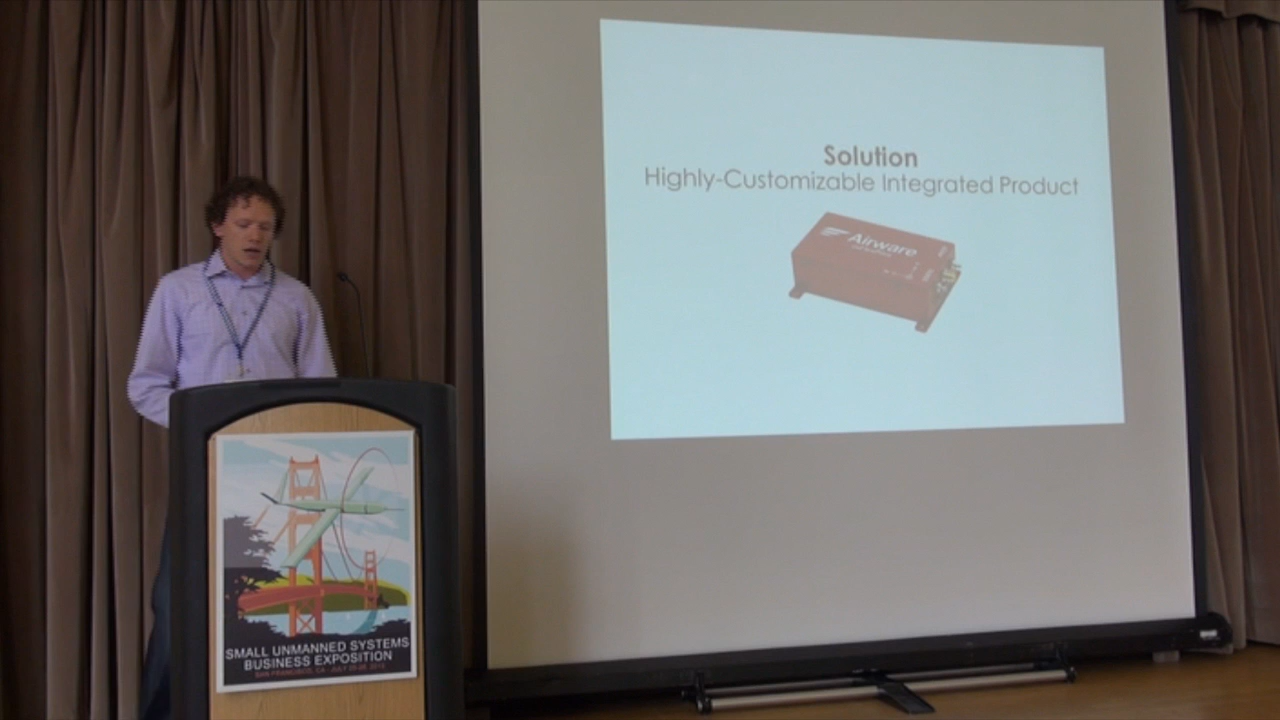 Solution
Highly-Customizable Integrated Product
Airware
SMALL UNMANNED SYSTEMS
BUSINESS EXPOSITION